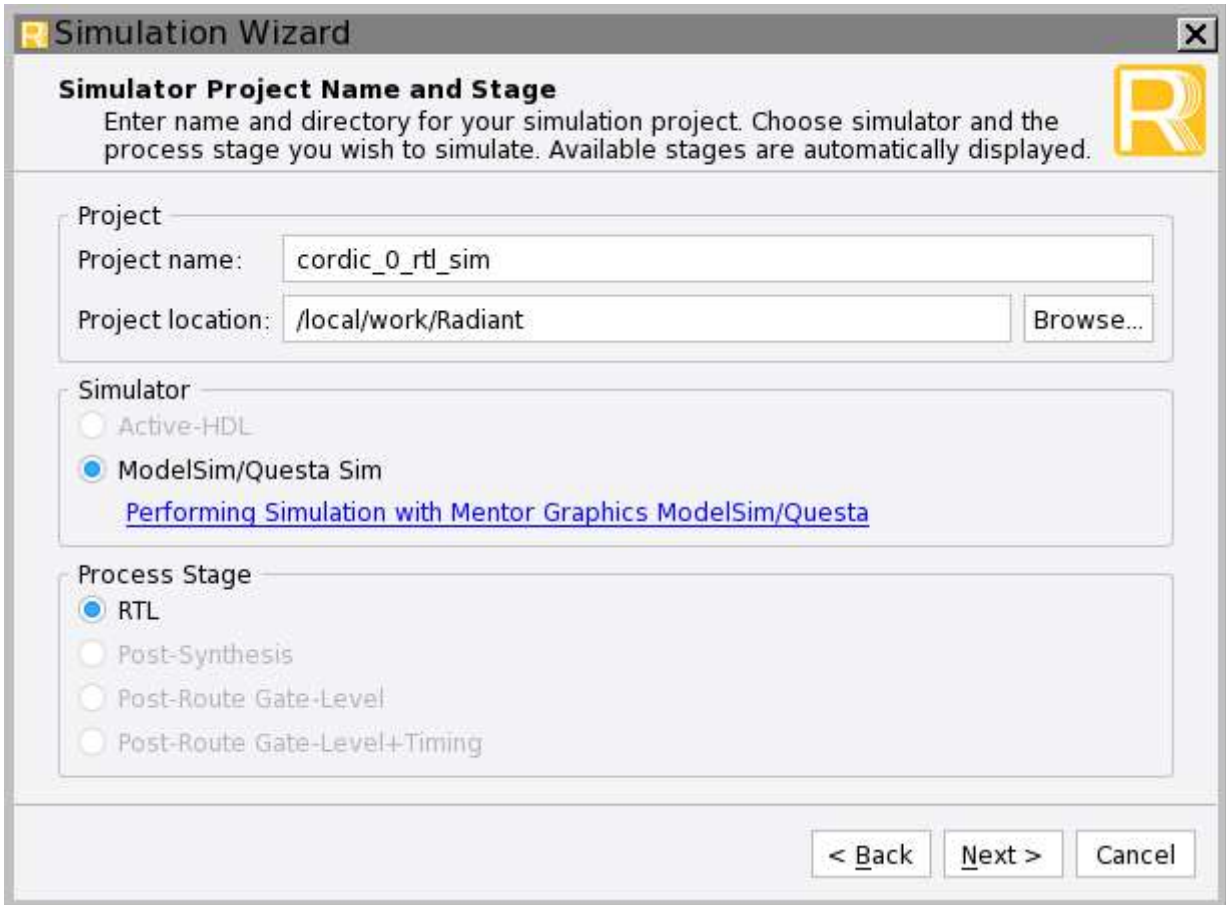 Simulation Wizard
Simulator Project Name and Stage
Enter name and directory for your simulation project. Choose simulator and the
process stage you wish to simulate. Available stages are automatically displayed.
Project
Project name: cordic_0_rtl_sim
Project location: /local/work/Radiant Browse...
Simulator
Active-HDL
ModelSim/Questa Sim
Performing Simulation with Mentor Graphics ModelSim/Questa
Process Stage
RTL
Post-Synthesis
Post-Route Gate-Level
Post-Route Gate-Level+Timing
< Back Next > Cancel